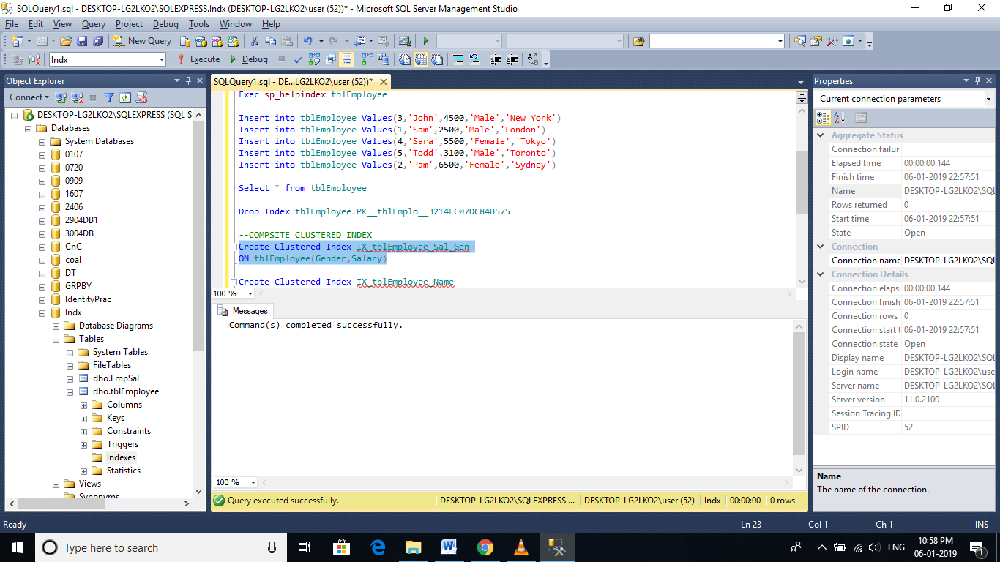 SQLQuery1.sql - DESKTOP-LG2LKO2\SQLEXPRESS.Indx (DESKTOP-LG2LKO2\user (52))* - Microsoft SQL Server Management Studio
File Edit View Query Project Debug Tools Window Help
New Query
Indx Execute Debug
Object Explorer
Connect
DESKTOP-LG2LKO2\SQLEXPRESS (SQL S
Databases
System Databases
0107
0720
0909
1607
2406
2904DB1
3004DB
CnC
coal
DT
GRPBY
IdentityPrac
Indx
Database Diagrams
Tables
System Tables
FileTables
dbo.EmpSal
dbo.tblEmployee
Columns
Keys
Constraints
Triggers
Indexes
Statistics
Views
Synonyms
SQLQuery1.sql - DE...LG2LKO2\user (52))*
Exec sp_helpindex tblEmployee
Insert into tblEmployee Values(3,'John',4500,'Male','New York')
Insert into tblEmployee Values(1,'Sam',2500,'Male','London')
Insert into tblEmployee Values(4,'Sara',5500,'Female','Tokyo')
Insert into tblEmployee Values(5,'Todd',3100,'Male','Toronto')
Insert into tblEmployee Values(2,'Pam',6500,'Female','Sydney')
Select * from tblEmployee
Drop Index tblEmployee.PK__tblEmplo__3214EC07DC84B575
--COMPSITE CLUSTERED INDEX
Create Clustered Index IX_tblEmployee_Sal_Gen
ON tblEmployee(Gender,Salary)
Create Clustered Index IX_tblEmployee_Name
100 %
Messages
Command(s) completed successfully.
100 %
Query executed successfully. DESKTOP-LG2LKO2\SQLEXPRESS ... DESKTOP-LG2LKO2\user (52) Indx 00:00:00 0 rows
Properties
Current connection parameters
Aggregate Status
Connection failure
Elapsed time 00:00:00.144
Finish time 06-01-2019 22:57:51
Name DESKTOP-LG2LKO2\SQL
Rows returned 0
Start time 06-01-2019 22:57:51
State Open
Connection
Connection name DESKTOP-LG2LKO2\SQL
Connection Details
Connection elapse 00:00:00.144
Connection finish 06-01-2019 22:57:51
Connection rows 0
Connection start t 06-01-2019 22:57:51
Connection state Open
Display name DESKTOP-LG2LKO2\SQL
Login name DESKTOP-LG2LKO2\use
Server name DESKTOP-LG2LKO2\SQL
Server version 11.0.2100
Session Tracing ID
SPID 52
Name
The name of the connection.
Ready Ln 23 Col 1 Ch 1 INS
Type here to search
ENG
10:58 PM
06-01-2019
1